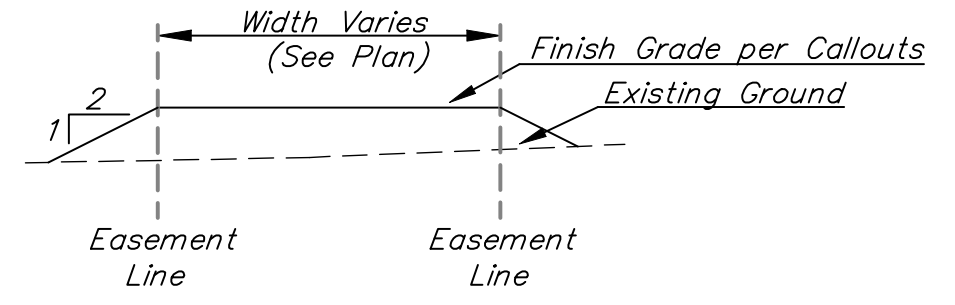 Width Varies
(See Plan)
Finish Grade per Callouts
Existing Ground
2
1
Easement
Line
Easement
Line